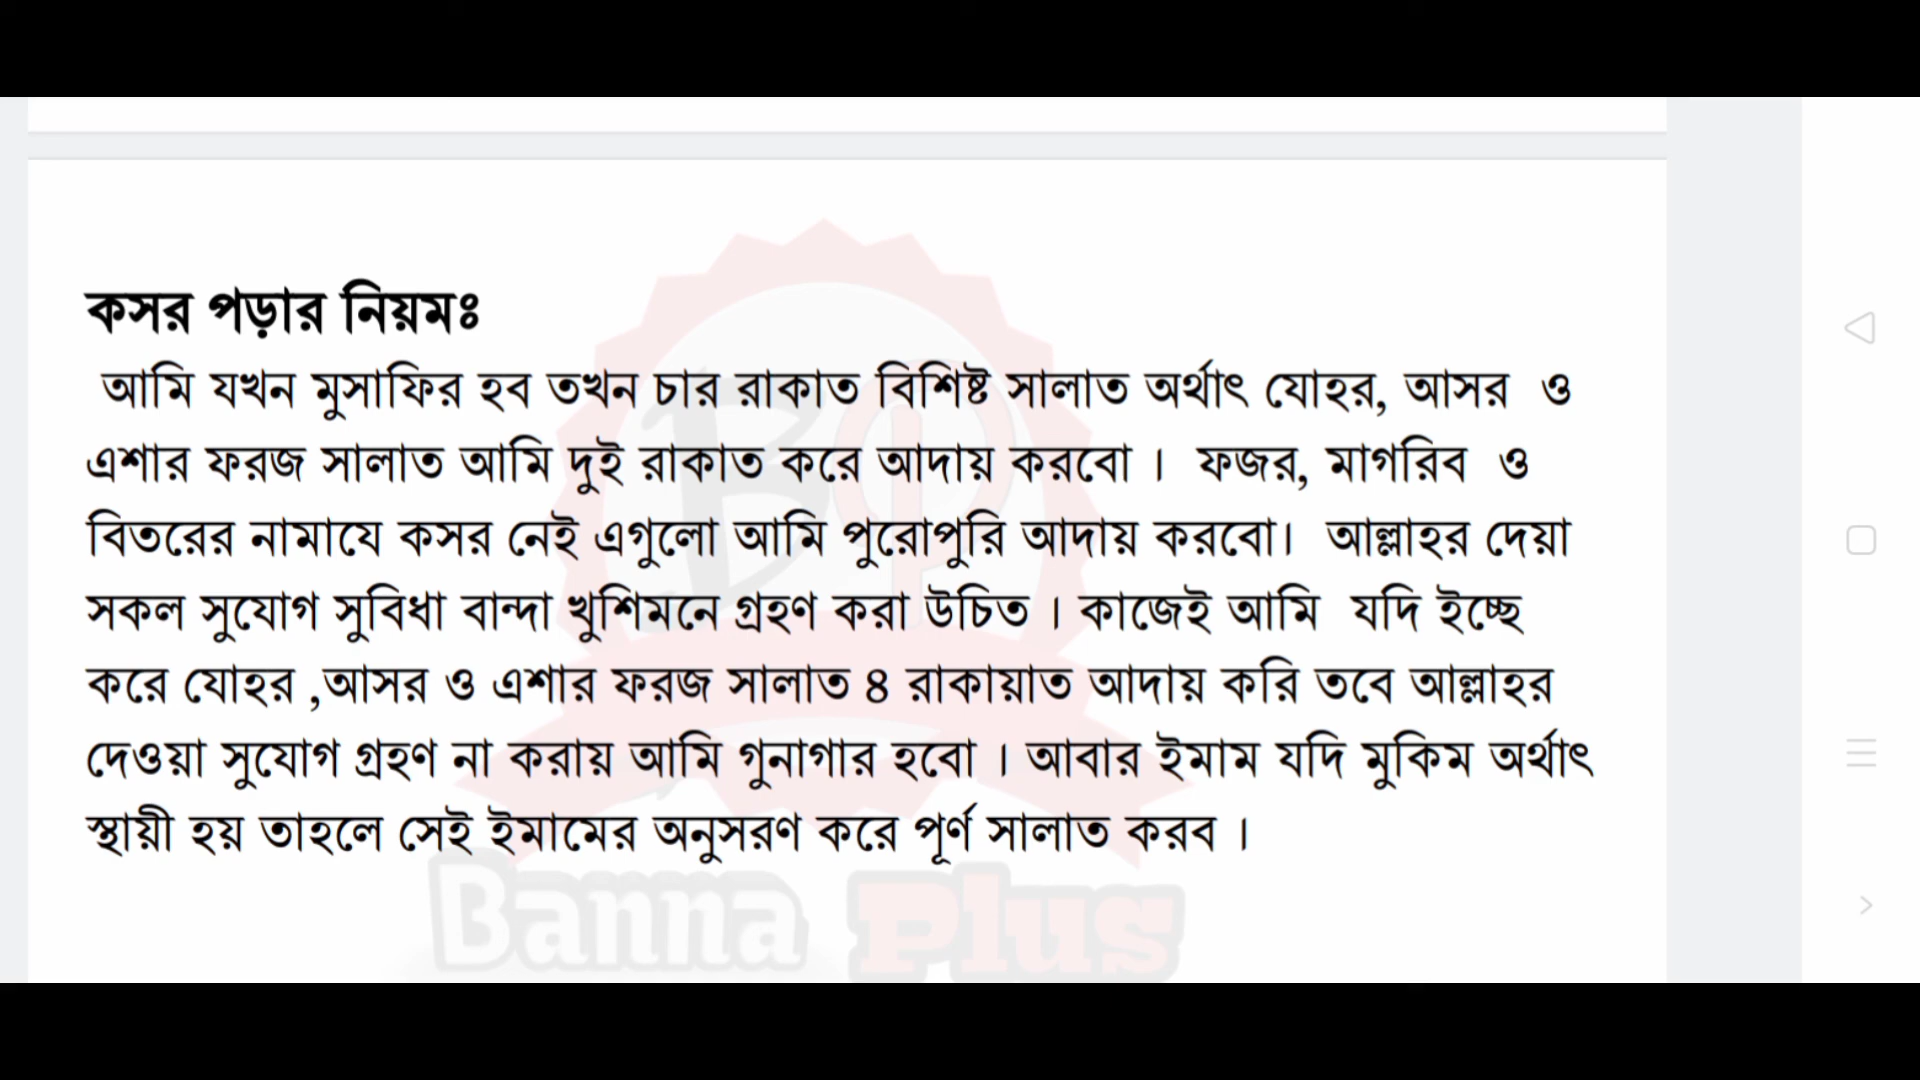 কসর পড়ার নিয়মঃ
আমি যখন মুসাফির হব তখন চার রাকাত বিশিষ্ট সালাত অর্থাৎ যোহর, আসর ও
এশার ফরজ সালাত আমি দুই রাকাত করে আদায় করবো । ফজর, মাগরিব ও
বিতরের নামাযে কসর নেই এগুলো আমি পুরোপুরি আদায় করবো। আল্লাহর দেয়া
সকল সুযোগ সুবিধা বান্দা খুশিমনে গ্রহণ করা উচিত । কাজেই আমি যদি ইচ্ছে
করে যোহর ,আসর ও এশার ফরজ সালাত ৪ রাকায়াত আদায় করি তবে আল্লাহর
দেওয়া সুযোগ গ্রহণ না করায় আমি গুনাগার হবো । আবার ইমাম যদি মুকিম অর্থাৎ
স্থায়ী হয় তাহলে সেই ইমামের অনুসরণ করে পূর্ণ সালাত করব ।
BP
Banna Plus